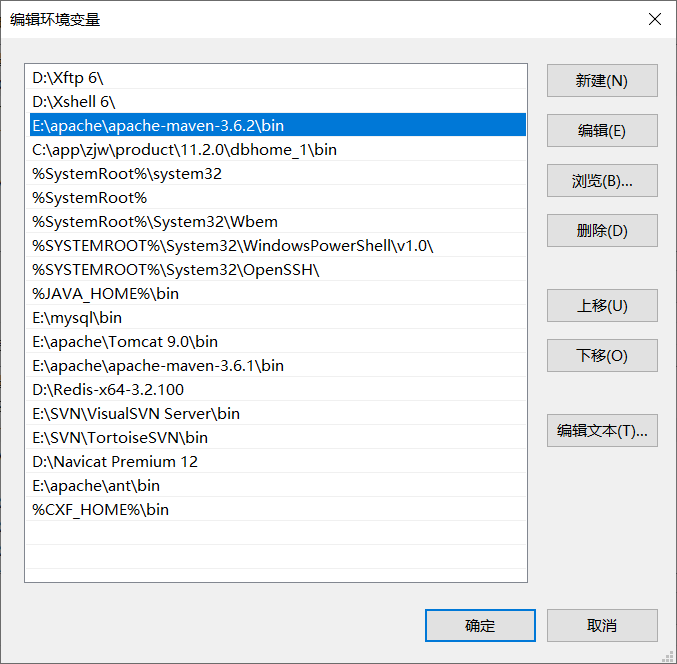 编辑环境变量
D:\Xftp 6\
D:\Xshell 6\
E:\apache\apache-maven-3.6.2\bin
C:\app\zjw\product\11.2.0\dbhome_1\bin
%SystemRoot%\system32
%SystemRoot%
%SystemRoot%\System32\Wbem
%SYSTEMROOT%\System32\WindowsPowerShell\v1.0\
%SYSTEMROOT%\System32\OpenSSH\
%JAVA_HOME%\bin
E:\mysql\bin
E:\apache\Tomcat 9.0\bin
E:\apache\apache-maven-3.6.1\bin
D:\Redis-x64-3.2.100
E:\SVN\VisualSVN Server\bin
E:\SVN\TortoiseSVN\bin
D:\Navicat Premium 12
E:\apache\ant\bin
%CXF_HOME%\bin
新建(N)
编辑(E)
浏览(B)...
删除(D)
上移(U)
下移(O)
编辑文本(T)...
确定
取消